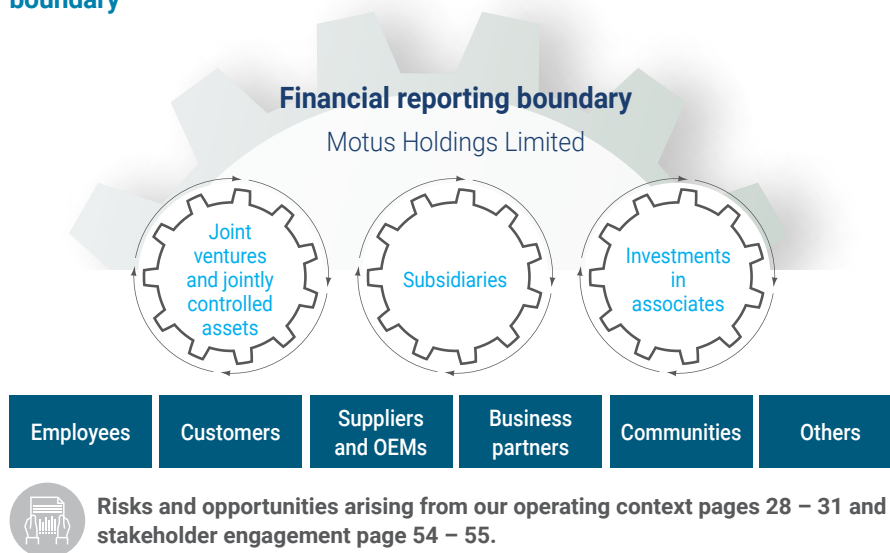 boundary
Financial reporting boundary
Motus Holdings Limited
Joint
ventures
and jointly
controlled
assets
Subsidiaries
Investments
in
associates
Employees
Customers
Suppliers
and OEMs
Business
partners
Communities
Others
Risks and opportunities arising from our operating context pages 28 – 31 and
stakeholder engagement page 54 – 55.